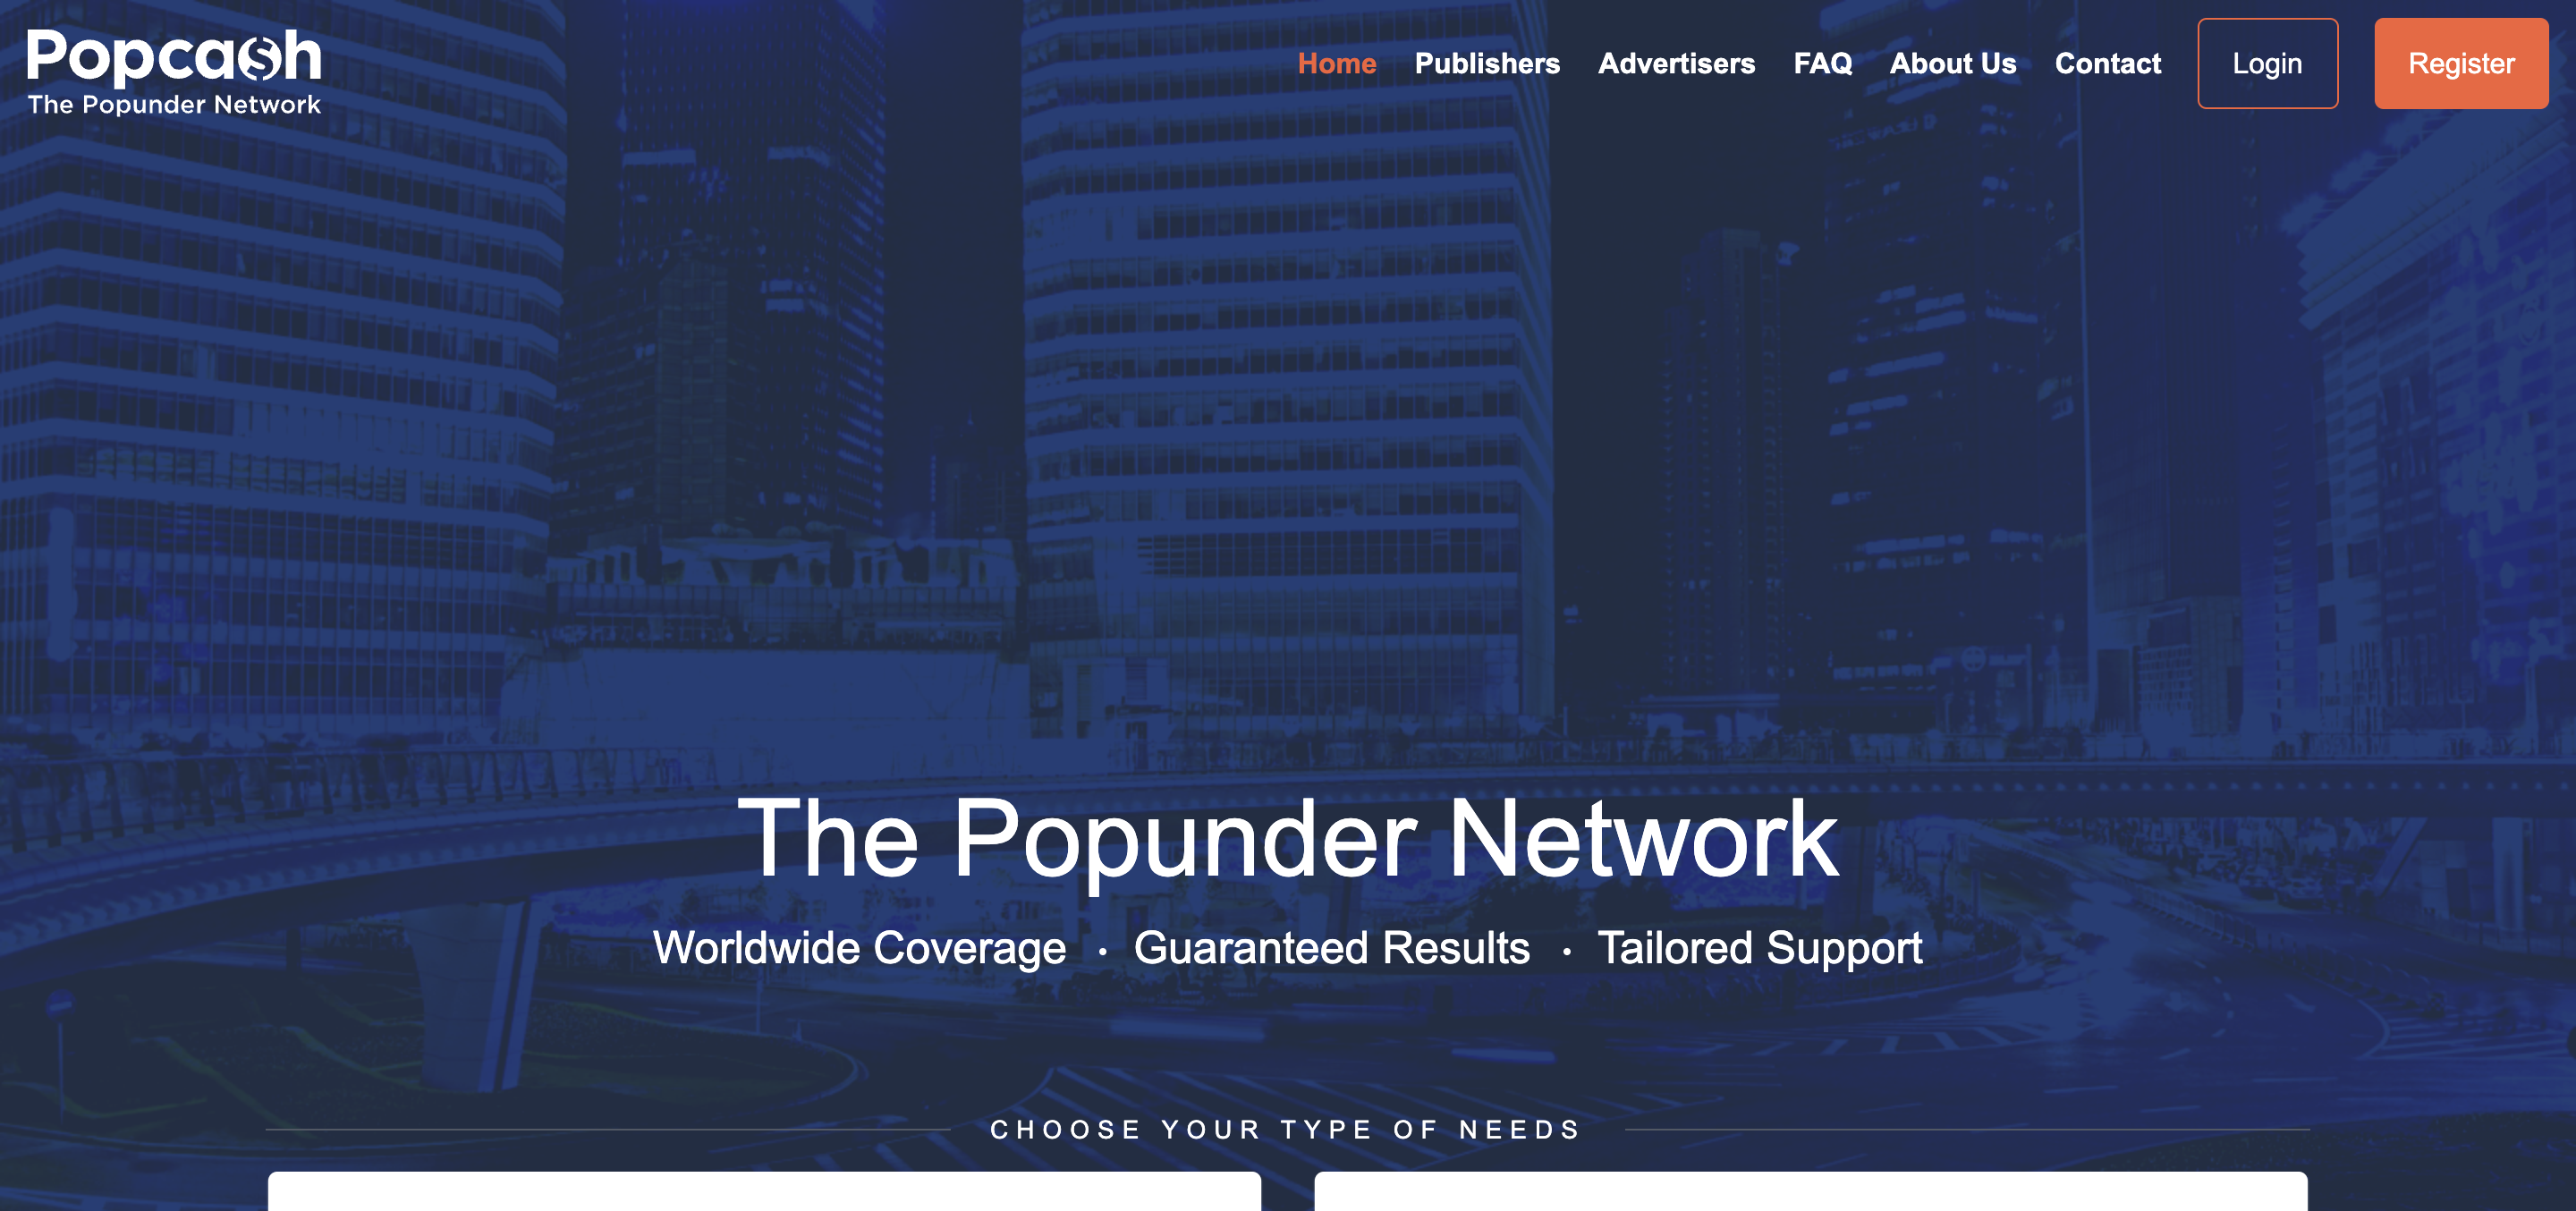 Popcash
The Popunder Network
Home Publishers Advertisers FAQ About Us Contact Login Register
The Popunder Network
Worldwide Coverage • Guaranteed Results • Tailored Support
CHOOSE YOUR TYPE OF NEEDS